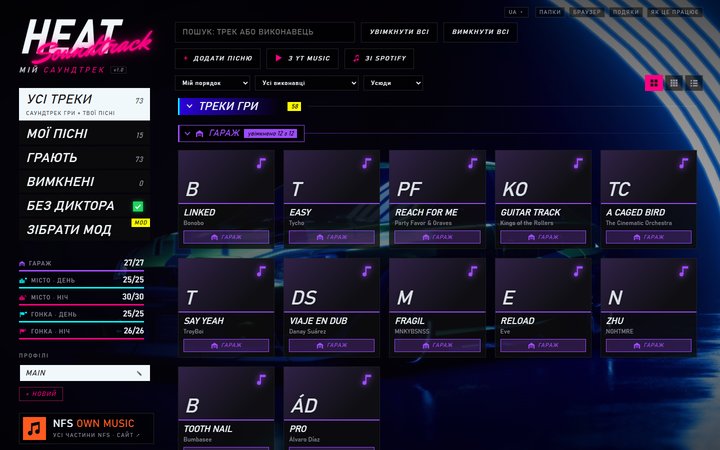 HEAT
Soundtrack
МІЙ САУНДТРЕК v1.0
УСІ ТРЕКИ 73
САУНДТРЕК ГРИ + ТВОЇ ПІСНІ
МОЇ ПІСНІ 15
ГРАЮТЬ 73
ВИМКНЕНІ 0
БЕЗ ДИКТОРА
ЗІБРАТИ МОД MOD
ГАРАЖ 27/27
МІСТО · ДЕНЬ 25/25
МІСТО · НІЧ 30/30
ГОНКА · ДЕНЬ 25/25
ГОНКА · НІЧ 26/26
ПРОФІЛІ
MAIN
+ НОВИЙ
NFS OWN MUSIC
УСІ ЧАСТИНИ NFS · САЙТ ↗
UA ПАПКИ БРАУЗЕР ПОДЯКИ ЯК ЦЕ ПРАЦЮЄ
ПОШУК: ТРЕК АБО ВИКОНАВЕЦЬ УВІМКНУТИ ВСІ ВИМКНУТИ ВСІ
+ ДОДАТИ ПІСНЮ З YT MUSIC ЗІ SPOTIFY
Мій порядок Усі виконавці Усюди
ТРЕКИ ГРИ 58
ГАРАЖ увімкнено 12 з 12
B T PF KO TC
LINKED EASY REACH FOR ME GUITAR TRACK A CAGED BIRD
Bonobo Tycho Party Favor & Graves Kings of the Rollers The Cinematic Orchestra
ГАРАЖ ГАРАЖ ГАРАЖ ГАРАЖ ГАРАЖ
T DS M E N
SAY YEAH VIAJE EN DUB FRAGIL RELOAD ZHU
TroyBoi Danay Suárez MNKYBSNSS Eve NGHTMRE
ГАРАЖ ГАРАЖ ГАРАЖ ГАРАЖ ГАРАЖ
B ÁD
TOOTH NAIL PRO
Bumbasee Álvaro Díaz